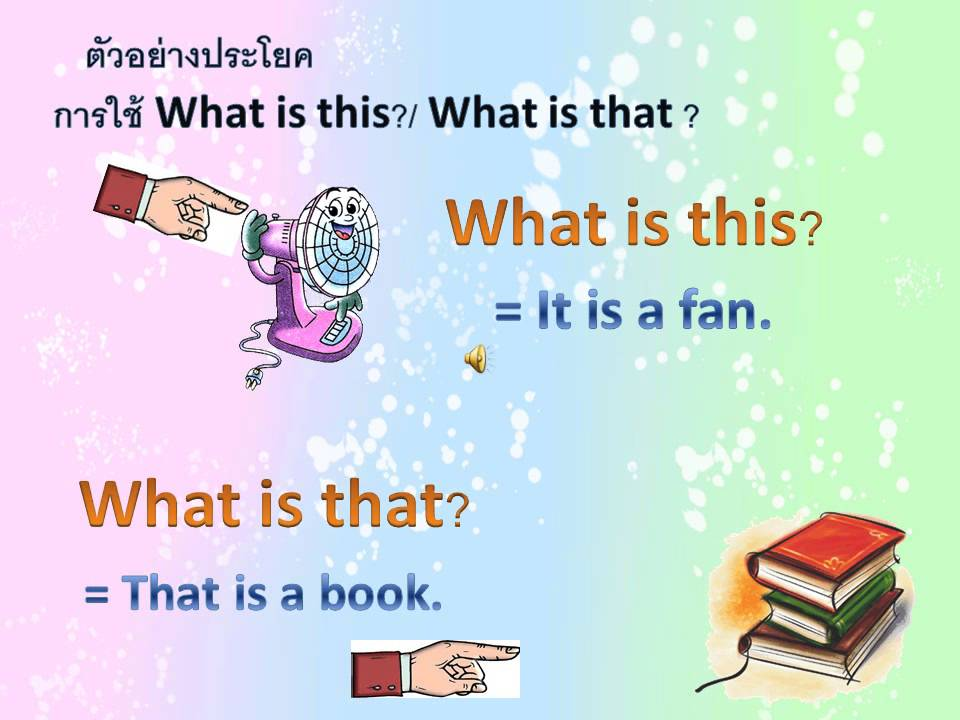 ตัวอย่างประโยค
การใช้ What is this?/ What is that ?
What is this?
= It is a fan.
What is that?
= That is a book.